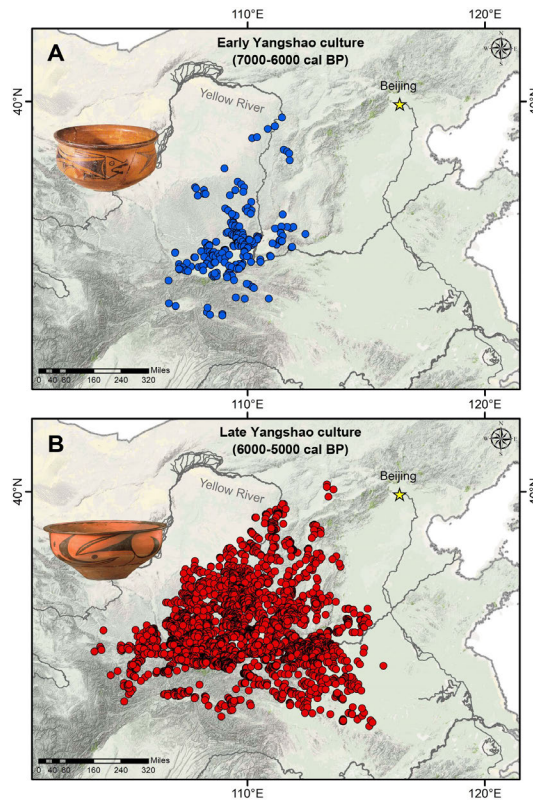 110°E
120°E
A
Early Yangshao culture
(7000-6000 cal BP)
N
W
E
S
Beijing
40°N
40°N
Yellow River
Miles
0 40 80 160 240 320
110°E
120°E
B
Late Yangshao culture
(6000-5000 cal BP)
N
W
E
S
Beijing
40°N
40°N
Yellow River
Miles
0 40 80 160 240 320
110°E
120°E